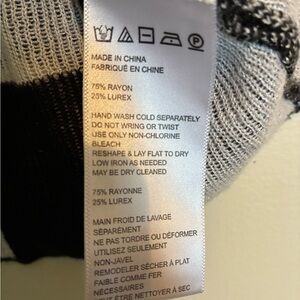 MADE IN CHINA
FABRIQUÉ EN CHINE
75% RAYON
25% LUREX
HAND WASH COLD SEPARATELY
DO NOT WRING OR TWIST
USE ONLY NON-CHLORINE
BLEACH
RESHAPE & LAY FLAT TO DRY
LOW IRON AS NEEDED
MAY BE DRY CLEANED
75% RAYONNE
25% LUREX
MAIN FROID DE LAVAGE
SÉPARÉMENT
NE PAS TORDRE OU DÉFORMER
UTILISEZ SEULEMENT
NON-JAVEL
REMODELER SÉCHER À PLAT
FAIBLE COMME FER
NÉCESSAIRES
ÊTRE NETTOYER À SEC